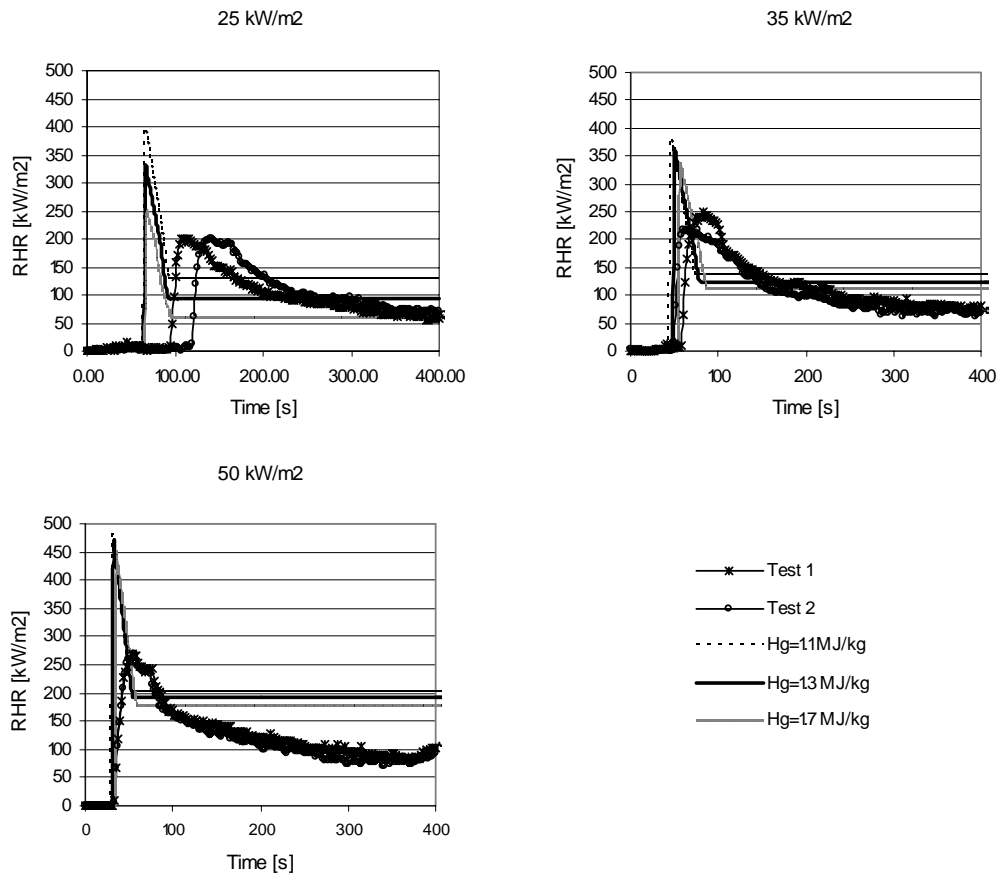 25 kW/m2
RHR [kW/m2]
500
450
400
350
300
250
200
150
100
50
0
0.00 100.00 200.00 300.00 400.00
Time [s]
35 kW/m2
RHR [kW/m2]
500
450
400
350
300
250
200
150
100
50
0
0 100 200 300 400
Time [s]
50 kW/m2
RHR [kW/m2]
500
450
400
350
300
250
200
150
100
50
0
0 100 200 300 400
Time [s]
Test 1
Test 2
Hg=1.1 MJ/kg
Hg=1.3 MJ/kg
Hg=1.7 MJ/kg